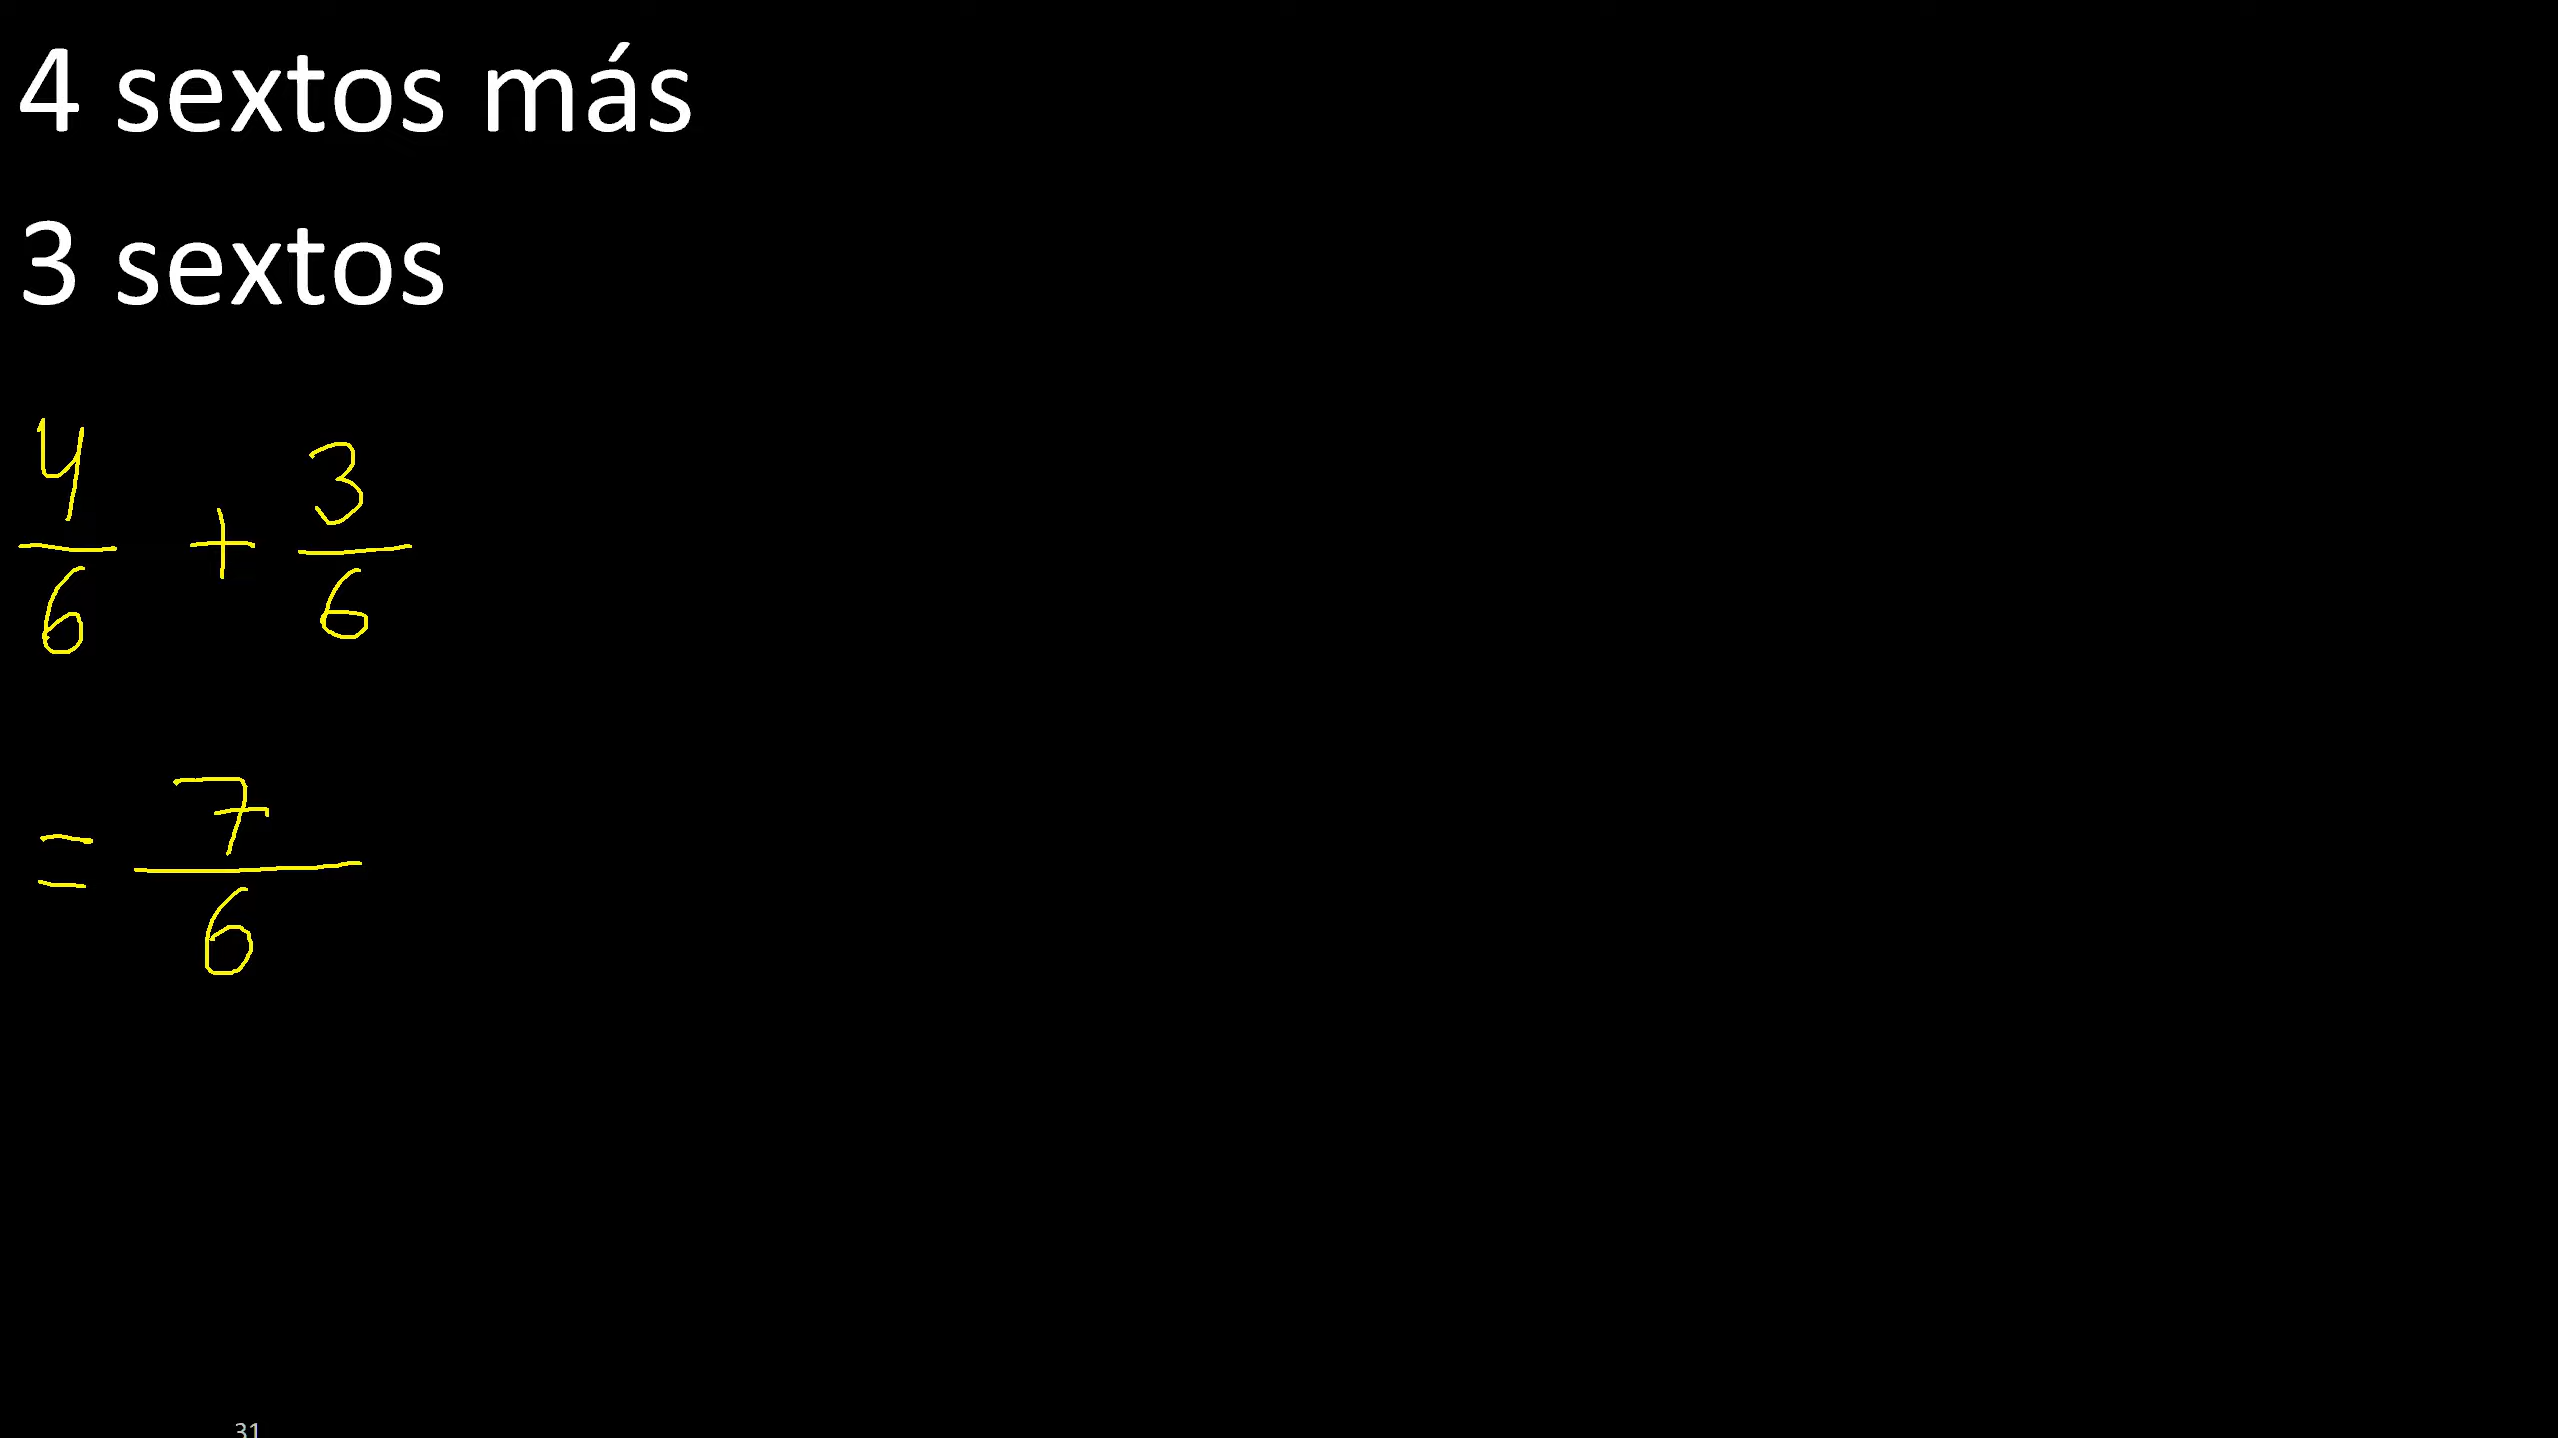 4 sextos más
3 sextos
4/6 + 3/6
= 7/6
31